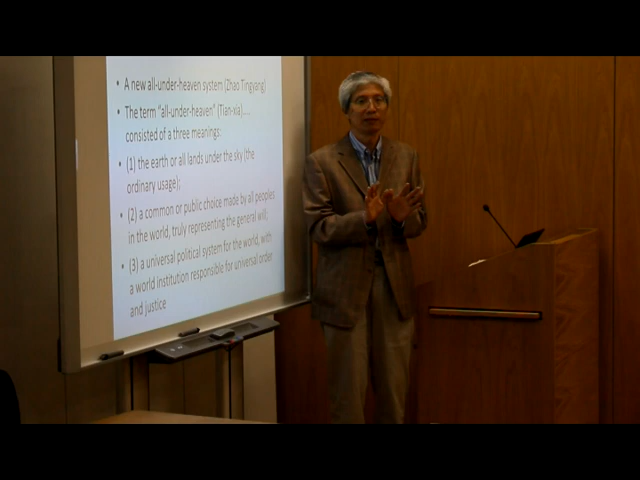 • A new all-under-heaven system (Zhao Tingyang)
• The term "all-under-heaven" (Tian-xia)....
consisted of a three meanings:
• (1) the earth or all lands under the sky (the
ordinary usage);
• (2) a common or public choice made by all peoples
in the world, truly representing the general will;
• (3) a universal political system for the world, with
a world institution responsible for universal order
and justice